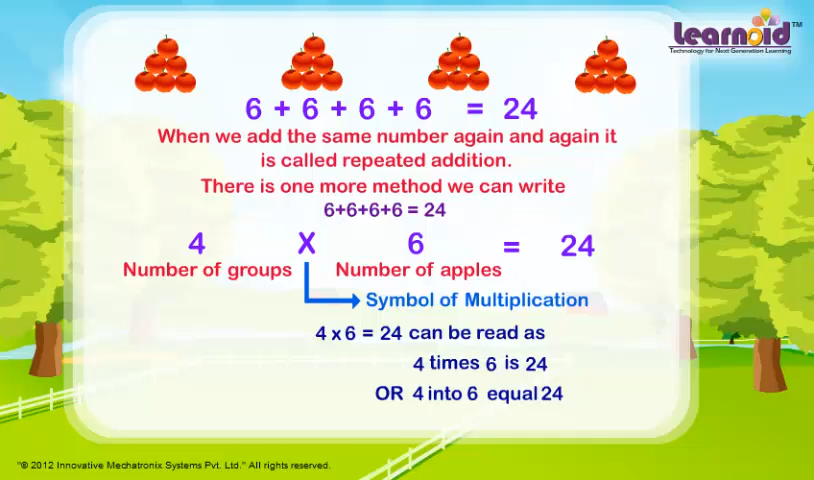 Learnoid™
Technology for Next Generation Learning
6 + 6 + 6 + 6 = 24
When we add the same number again and again it
is called repeated addition.
There is one more method we can write
6+6+6+6 = 24
4 X 6 = 24
Number of groups Number of apples
Symbol of Multiplication
4 x 6 = 24 can be read as
4 times 6 is 24
OR 4 into 6 equal 24
"© 2012 Innovative Mechatronix Systems Pvt. Ltd." All rights reserved.